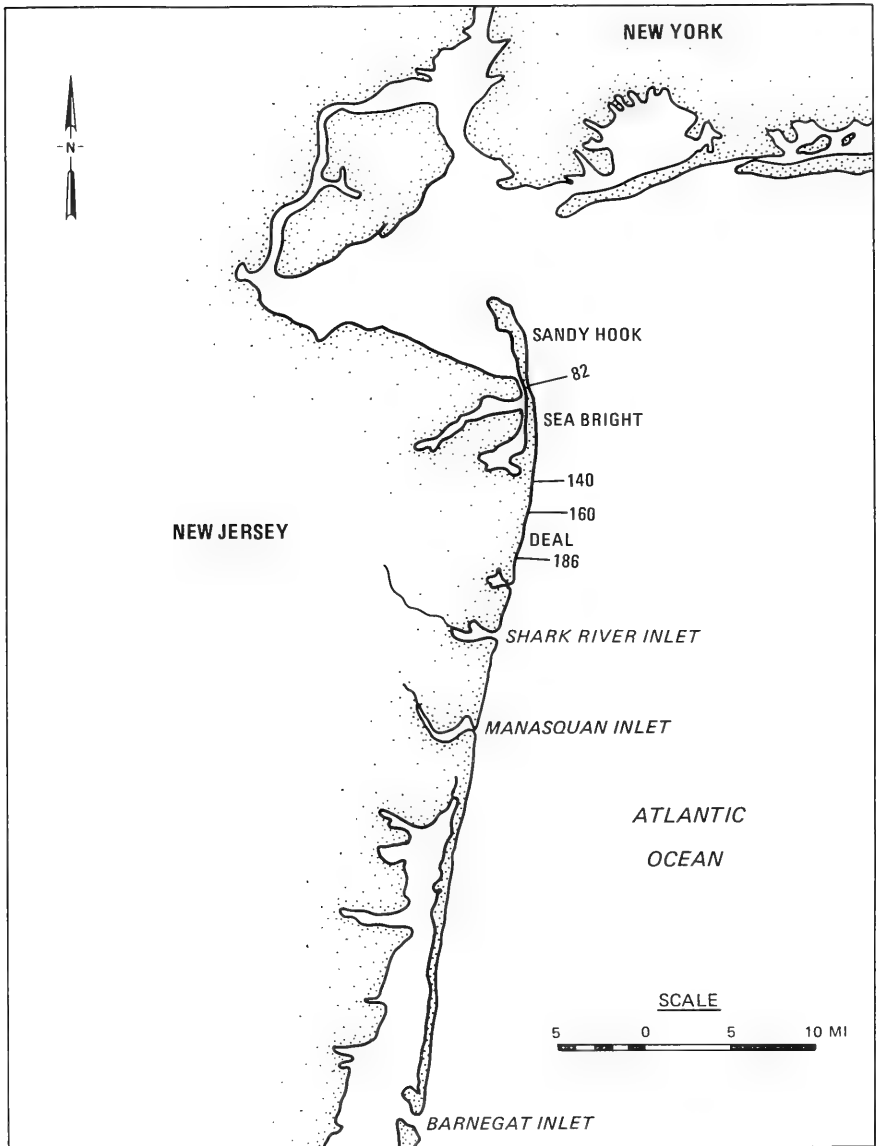 NEW YORK
-N-
SANDY HOOK
82
SEA BRIGHT
140
160
NEW JERSEY
DEAL
186
SHARK RIVER INLET
MANASQUAN INLET
ATLANTIC
OCEAN
SCALE
5 0 5 10 MI
BARNEGAT INLET